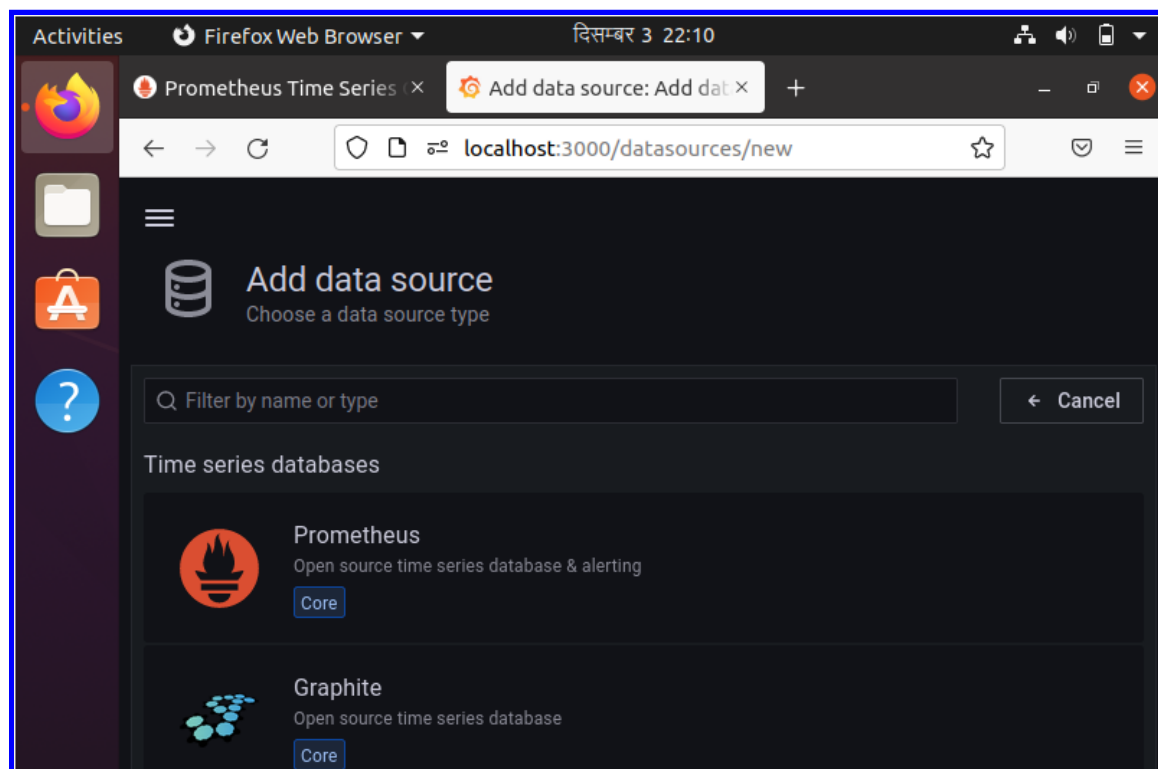 Activities Firefox Web Browser दिसम्बर 3 22:10
Prometheus Time Series Add data source: Add dat
localhost:3000/datasources/new
Add data source
Choose a data source type
Filter by name or type Cancel
Time series databases
Prometheus
Open source time series database & alerting
Core
Graphite
Open source time series database
Core